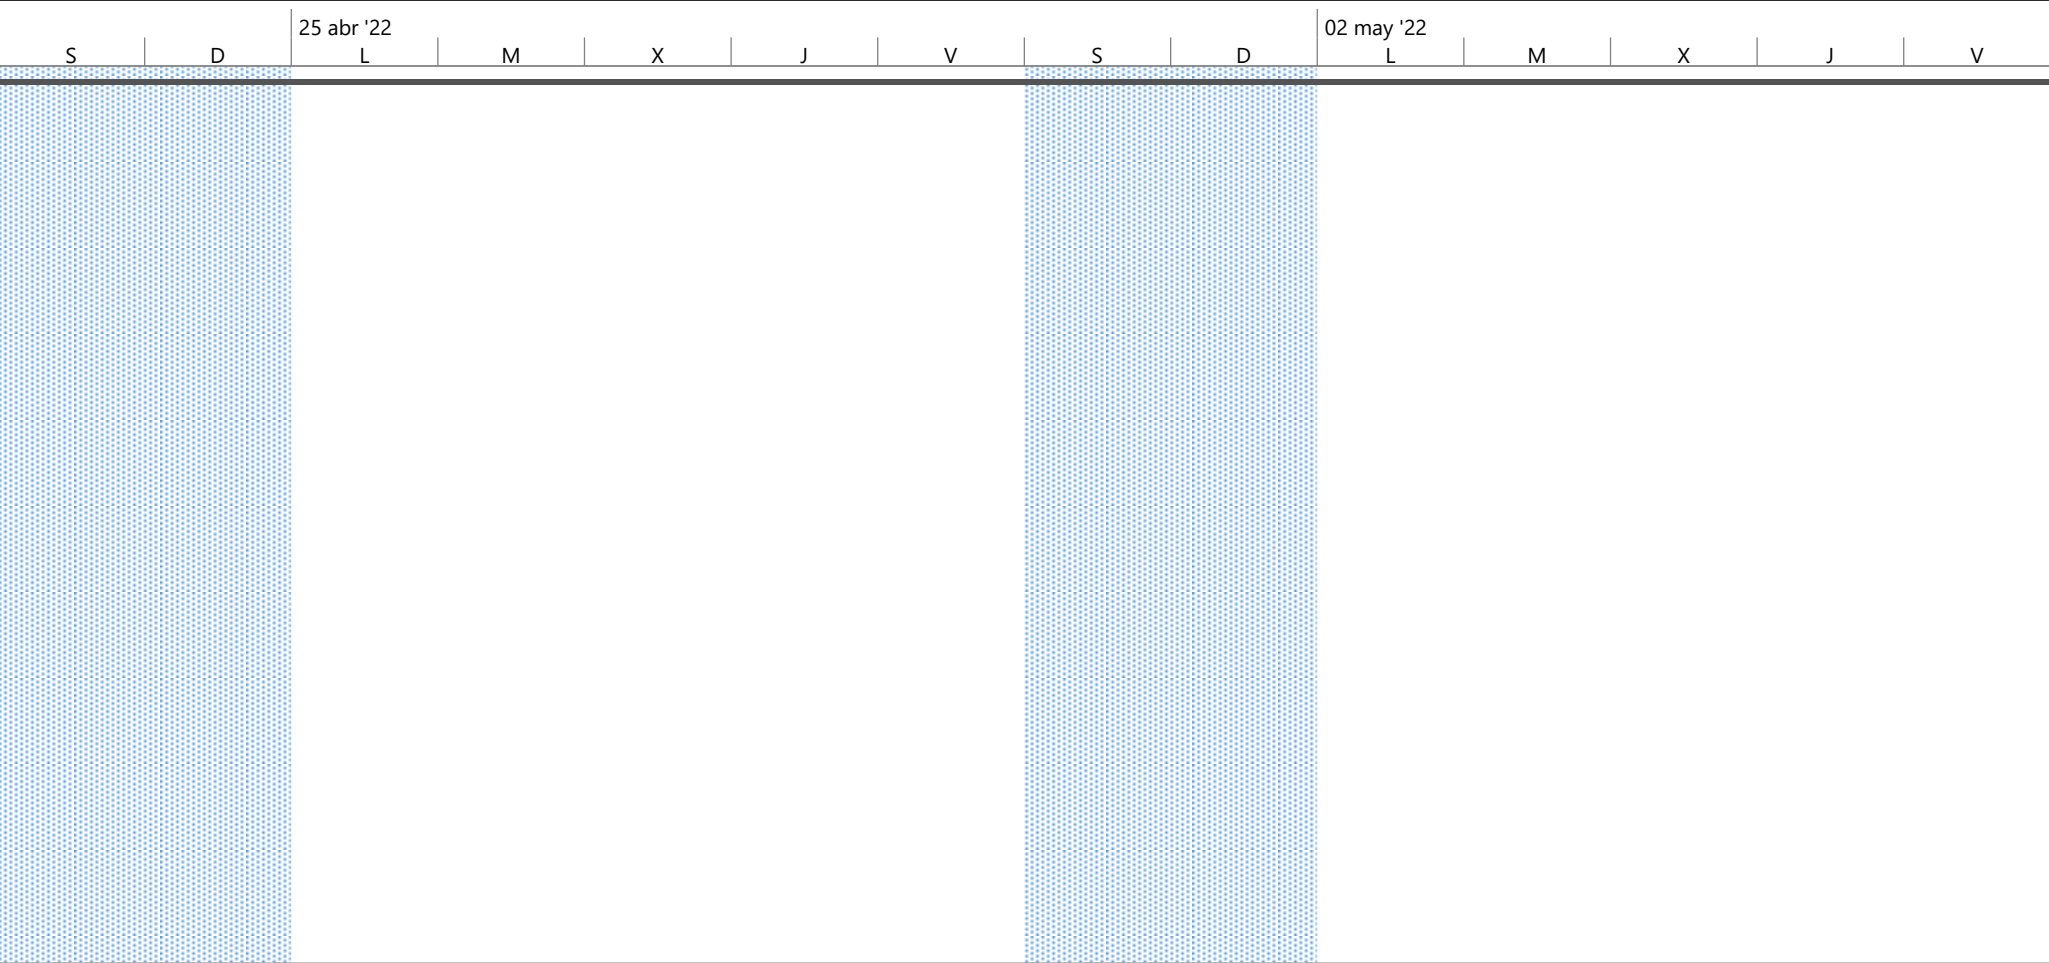 25 abr '22 02 may '22
S D L M X J V S D L M X J V